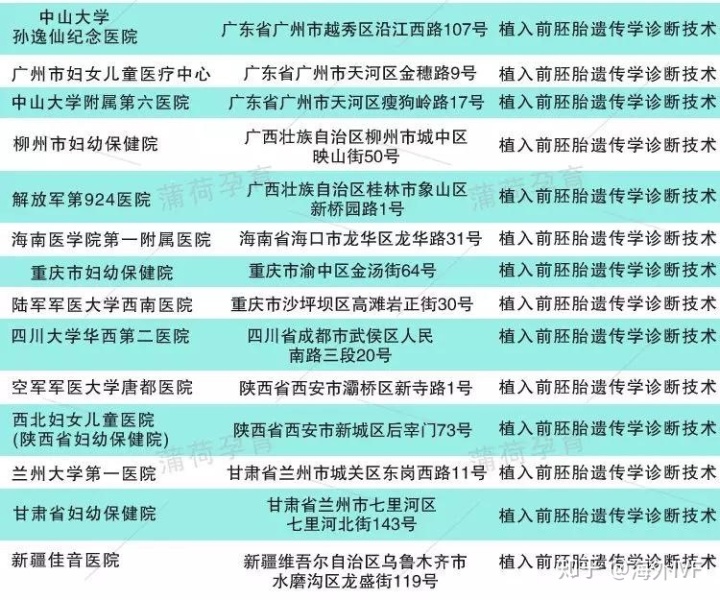 中山大学
孙逸仙纪念医院
广东省广州市越秀区沿江西路107号
植入前胚胎遗传学诊断技术
广州市妇女儿童医疗中心
广东省广州市天河区金穗路9号
植入前胚胎遗传学诊断技术
中山大学附属第六医院
广东省广州市天河区瘦狗岭路17号
植入前胚胎遗传学诊断技术
柳州市妇幼保健院
广西壮族自治区柳州市城中区
映山街50号
植入前胚胎遗传学诊断技术
解放军第924医院
广西壮族自治区桂林市象山区
新桥园路1号
植入前胚胎遗传学诊断技术
蒲荷孕育
蒲荷孕育
海南医学院第一附属医院
海南省海口市龙华区龙华路31号
植入前胚胎遗传学诊断技术
重庆市妇幼保健院
重庆市渝中区金汤街64号
植入前胚胎遗传学诊断技术
陆军军医大学西南医院
重庆市沙坪坝区高滩岩正街30号
植入前胚胎遗传学诊断技术
四川大学华西第二医院
四川省成都市武侯区人民
南路三段20号
植入前胚胎遗传学诊断技术
空军军医大学唐都医院
陕西省西安市灞桥区新寺路1号
植入前胚胎遗传学诊断技术
西北妇女儿童医院
(陕西省妇幼保健院)
陕西省西安市新城区后宰门73号
植入前胚胎遗传学诊断技术
蒲荷孕育
蒲荷孕育
兰州大学第一医院
甘肃省兰州市城关区东岗西路11号
植入前胚胎遗传学诊断技术
甘肃省妇幼保健院
甘肃省兰州市七里河区
七里河北街143号
植入前胚胎遗传学诊断技术
新疆佳音医院
新疆维吾尔自治区乌鲁木齐市
水磨沟区龙盛街119号
植入前胚胎遗传学诊断技术
知乎 @海外IVF